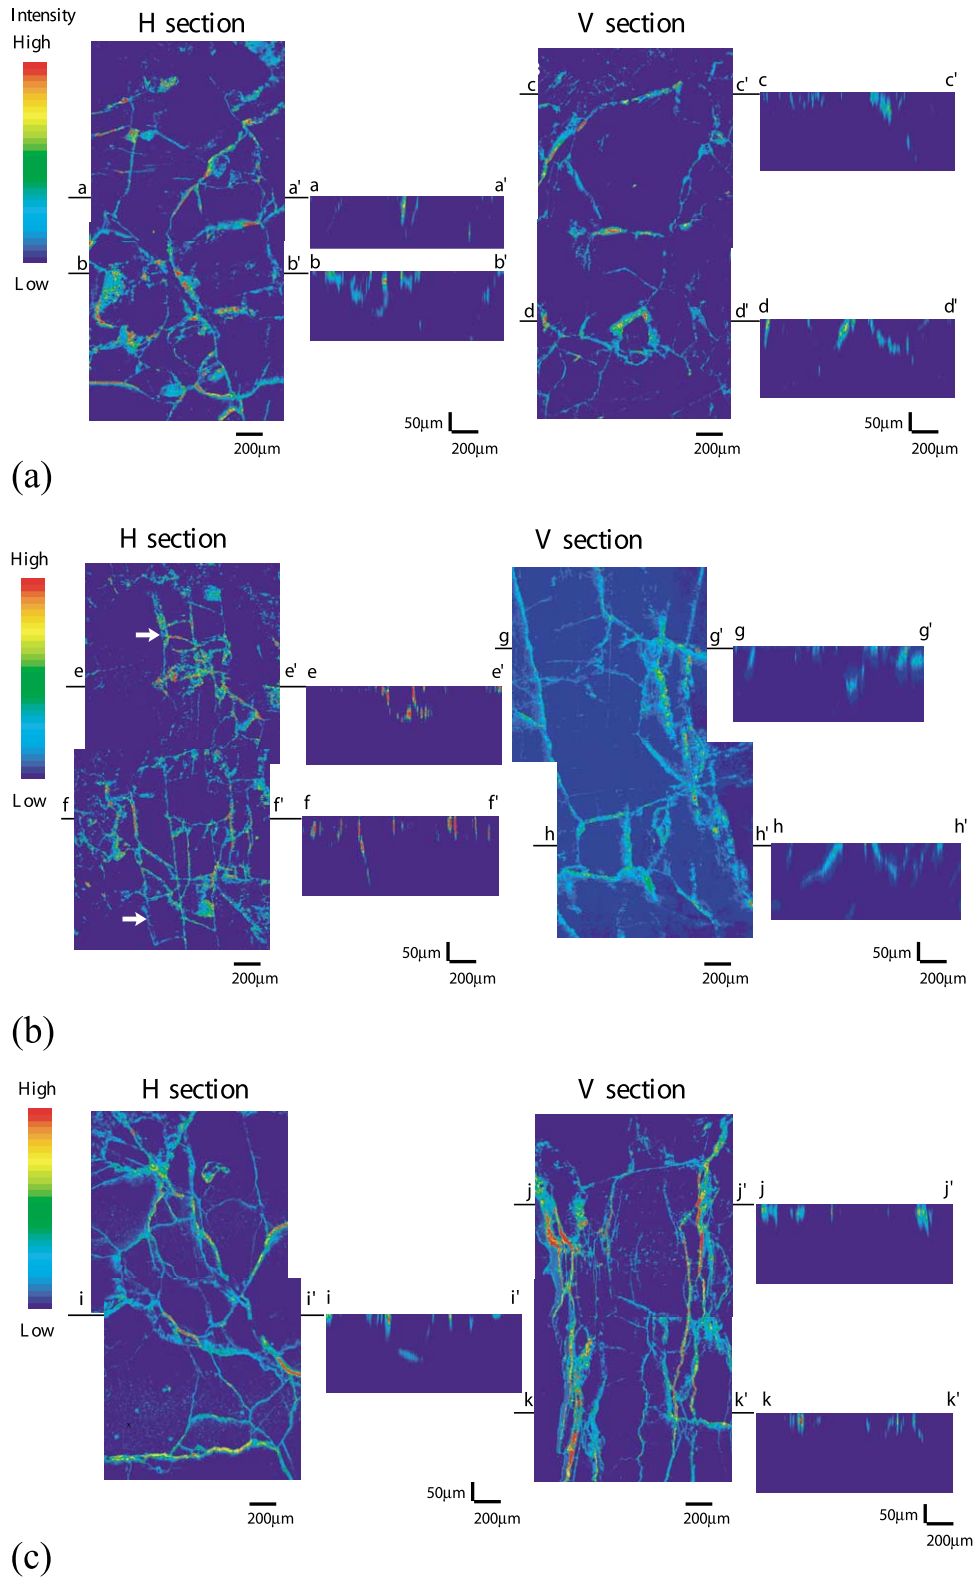 Intensity
High
Low
H section
V section
a
a'
a
a'
b
b'
b
b'
c
c'
c
c'
d
d'
d
d'
50μm
200μm
200μm
200μm
50μm
200μm
(a)
H section
V section
High
Low
e
e'
e
e'
f
f'
f
f'
g
g'
g
g'
h
h'
h
h'
200μm
50μm
200μm
200μm
50μm
200μm
(b)
High
Low
H section
V section
i
i'
i
i'
j
j'
j
j'
k
k'
k
k'
200μm
50μm
200μm
200μm
50μm
200μm
(c)